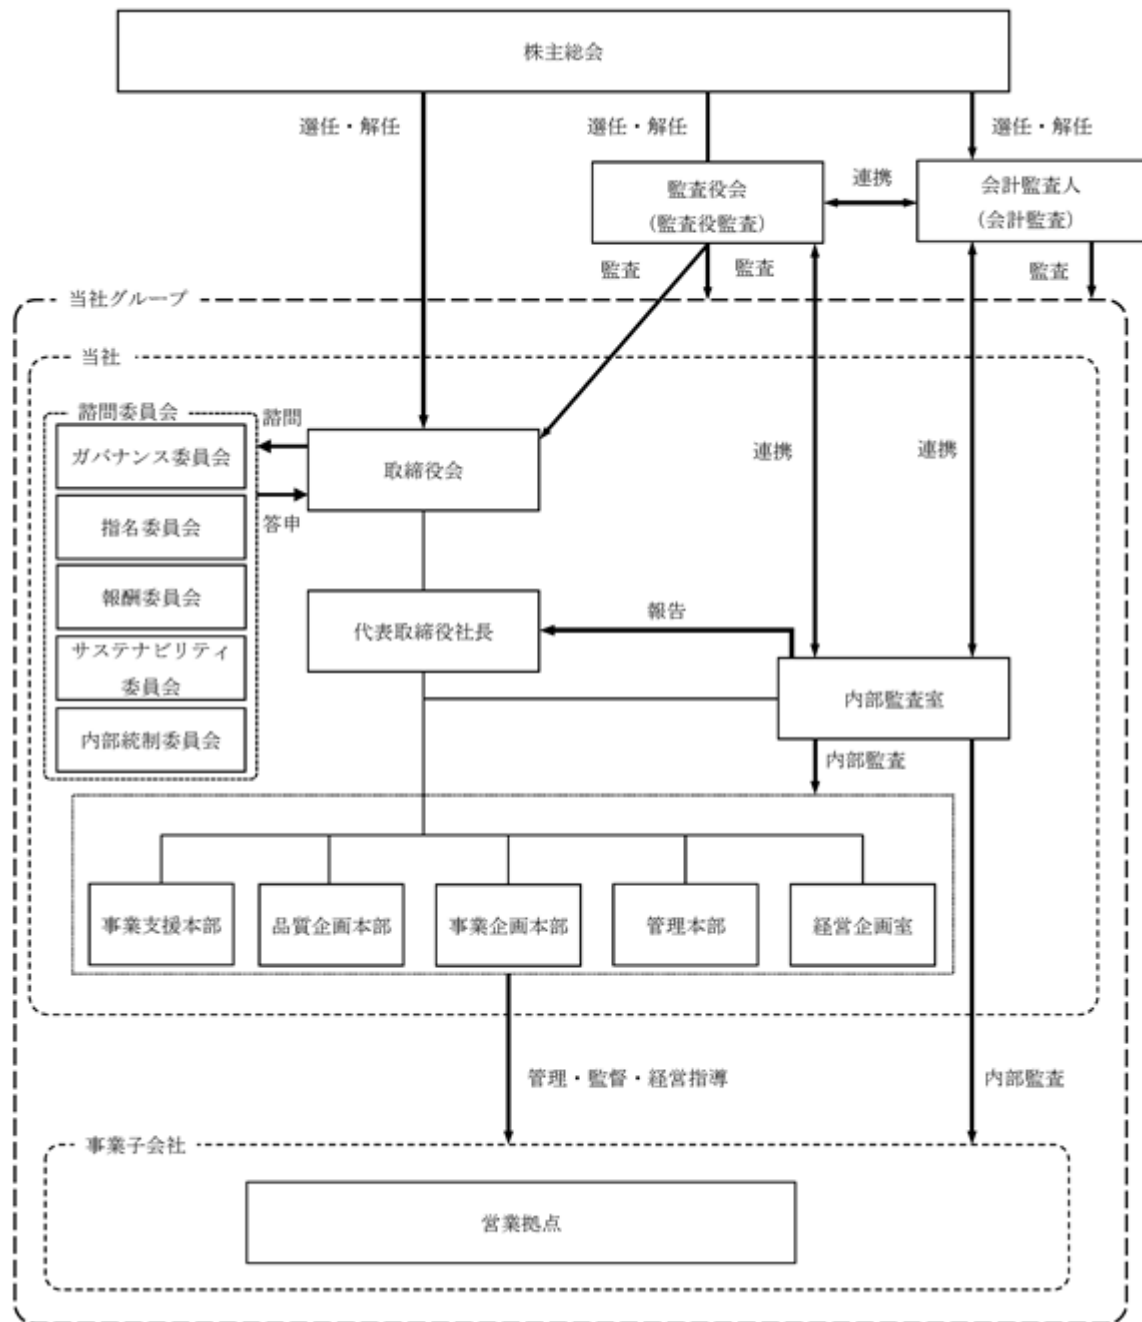 株主総会
選任・解任
選任・解任
選任・解任
監査役会
(監査役監査)
連携
会計監査人
(会計監査)
監査
監査
監査
当社グループ
当社
諮問委員会
諮問
ガバナンス委員会
取締役会
連携
連携
指名委員会
答申
報酬委員会
報告
代表取締役社長
サステナビリティ
委員会
内部監査室
内部統制委員会
内部監査
事業支援本部
品質企画本部
事業企画本部
管理本部
経営企画室
管理・監督・経営指導
内部監査
事業子会社
営業拠点